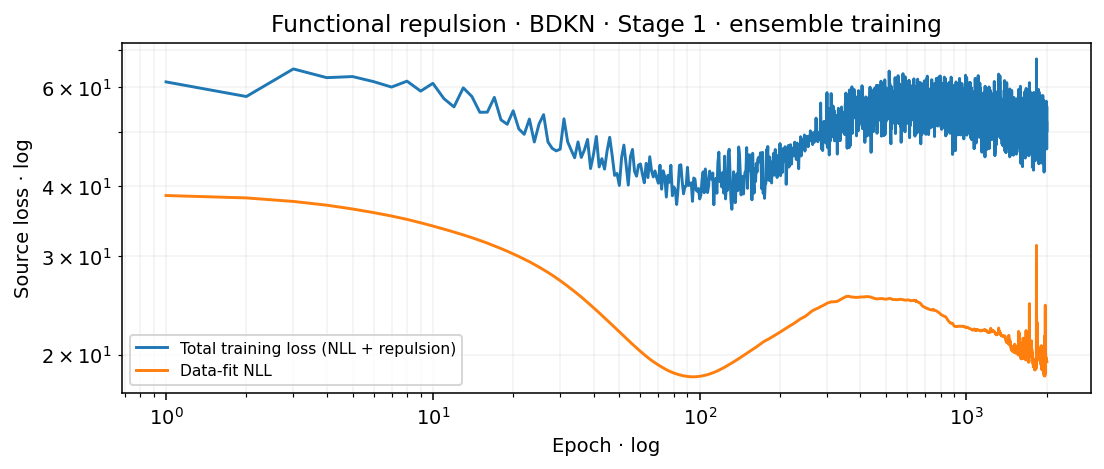 Functional repulsion · BDKN · Stage 1 · ensemble training
Source loss · log
6 × 10¹
4 × 10¹
3 × 10¹
2 × 10¹
Total training loss (NLL + repulsion)
Data-fit NLL
10⁰ 10¹ 10² 10³
Epoch · log